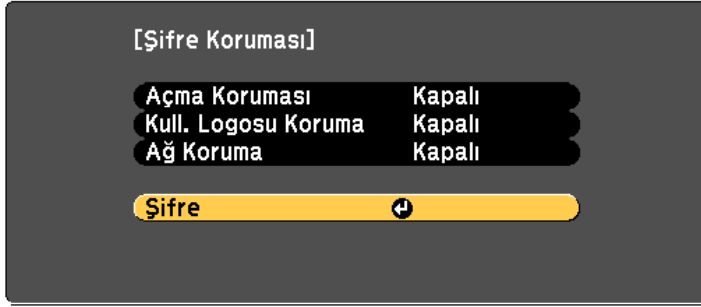 [Şifre Koruması]
Açma Koruması Kapalı
Kull. Logosu Koruma Kapalı
Ağ Koruma Kapalı
Şifre